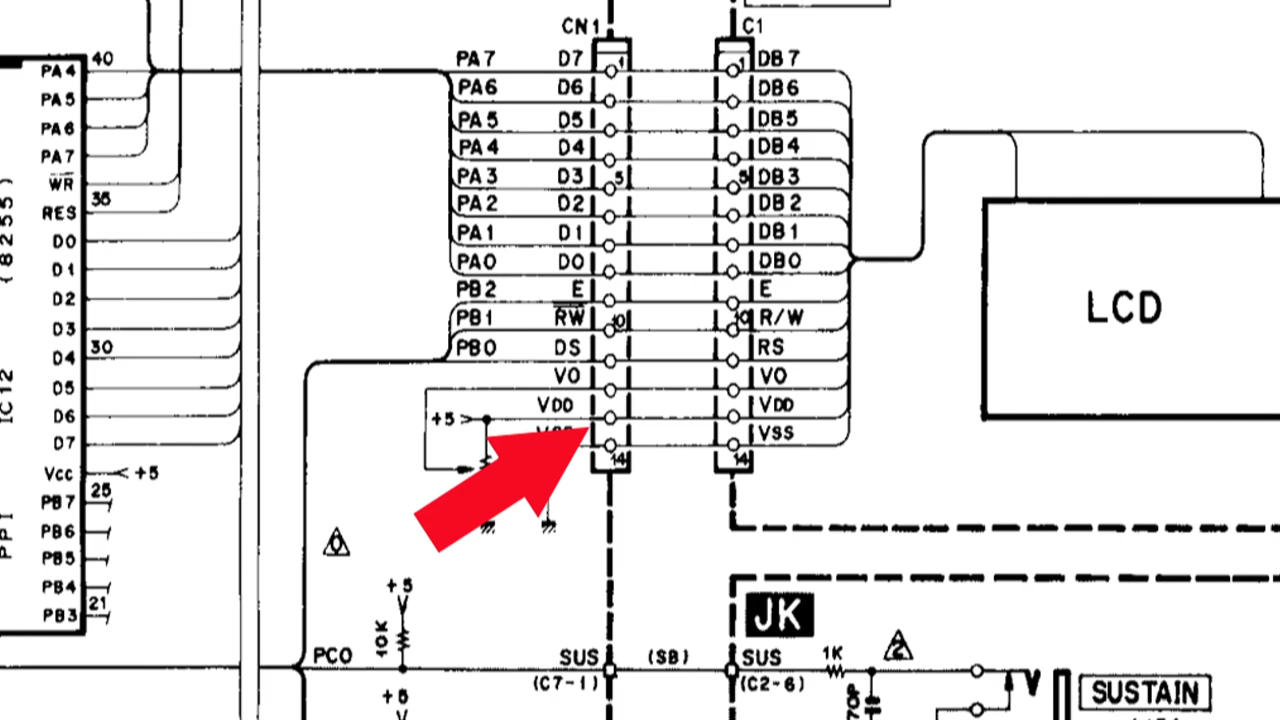 CN1 C1
40 PA7 D7 1 1 DB7
PA4
PA6 D6 DB6
PA5
PA5 D5 DB5
PA6
PA4 D4 DB4
PA7
PA3 D3 5 5 DB3
WR
35 PA2 D2 DB2
RES
PA1 D1 DB1
D0
PA0 D0 DB0
D1
PB2 E E
D2
PB1 RW 10 10 R/W
LCD
D3
30 PB0 DS RS
D4
V0 V0
D5
VDD VDD
D6 +5
VSS
D7
14 14
Vcc +5
25
PB7
PB6
0
PB5
PB4 +5
21
PB3
JK
10K
PC0 SUS (SB) SUS 1K 2
(C7-1) (C2-6)
+5 SUSTAIN
(8255)
IC12
PPI